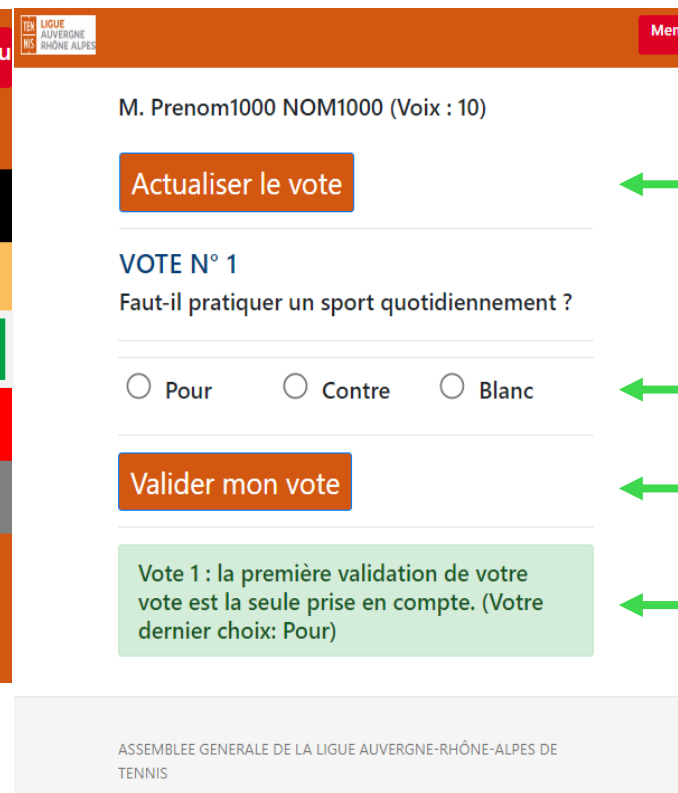 u
TEN
NIS
LIGUE
AUVERGNE
RHÔNE ALPES
Men
M. Prenom1000 NOM1000 (Voix : 10)
Actualiser le vote
VOTE N° 1
Faut-il pratiquer un sport quotidiennement ?
Pour Contre Blanc
Valider mon vote
Vote 1 : la première validation de votre
vote est la seule prise en compte. (Votre
dernier choix: Pour)
ASSEMBLEE GENERALE DE LA LIGUE AUVERGNE-RHÔNE-ALPES DE
TENNIS